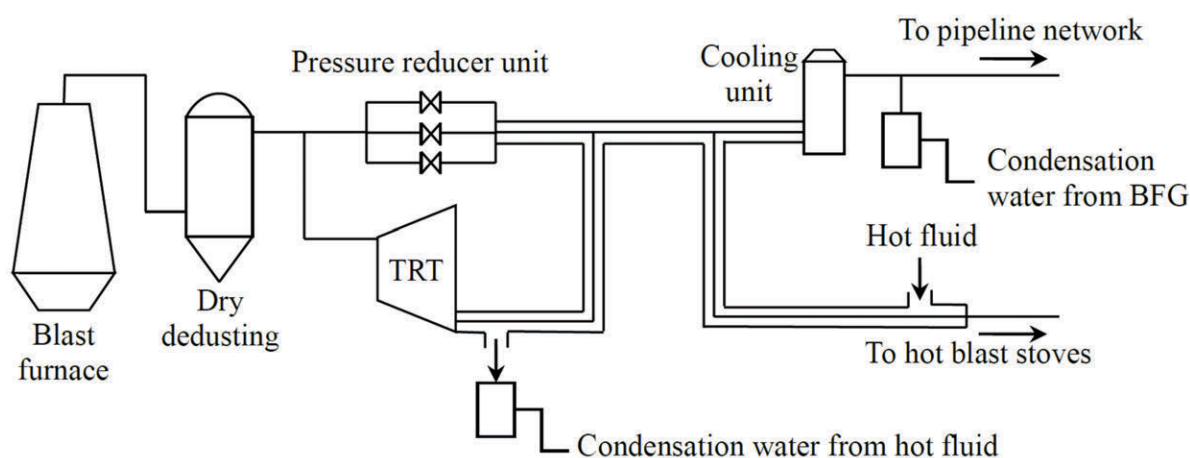 To pipeline network
Cooling
unit
Pressure reducer unit
Condensation
water from BFG
Hot fluid
TRT
Dry
dedusting
Blast
furnace
To hot blast stoves
Condensation water from hot fluid